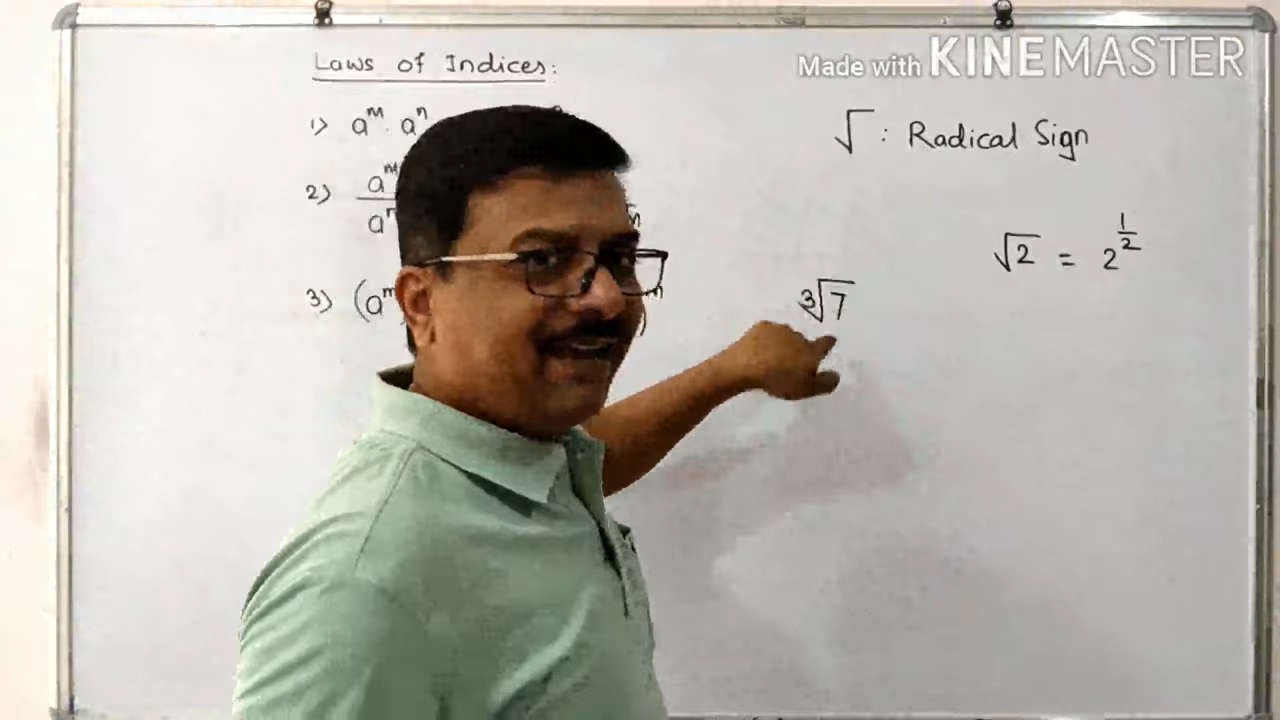 Laws of Indices:
Made with KINEMASTER
√ : Radical Sign
1) aᵐ . aⁿ
2) aᵐ
aⁿ
√2 = 2^(1/2)
3) (aᵐ
∛7